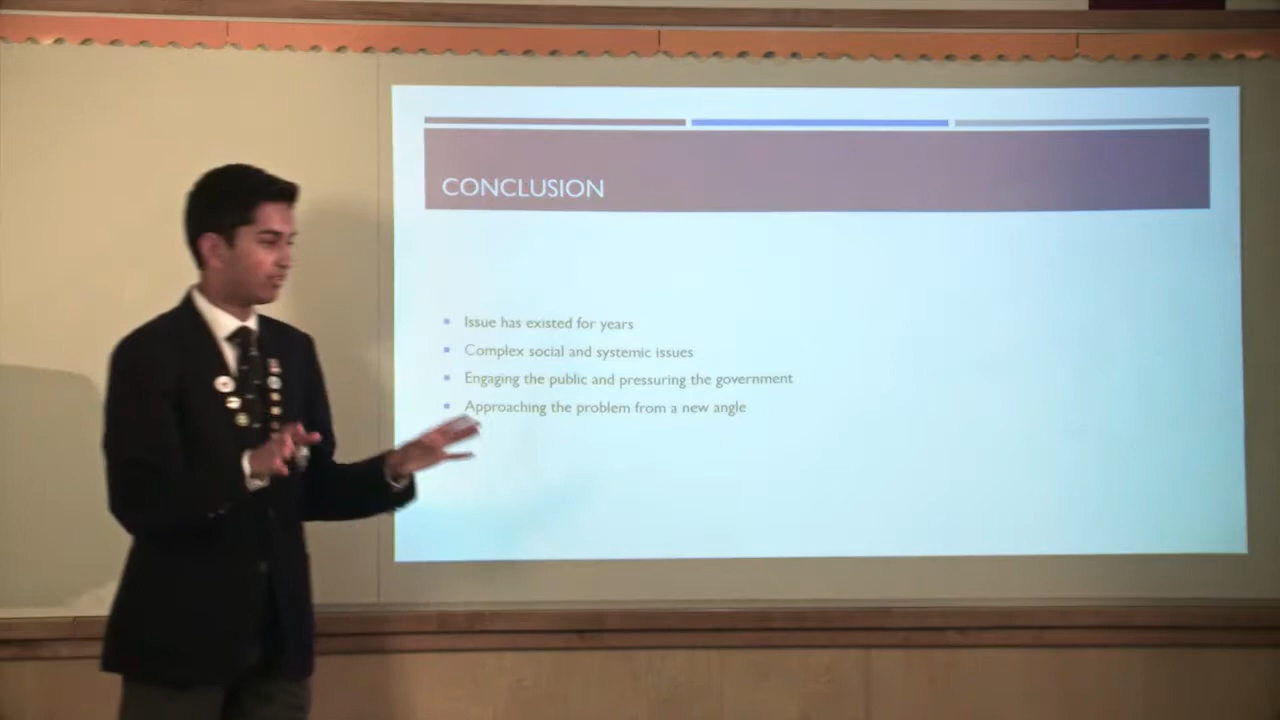 CONCLUSION
Issue has existed for years
Complex social and systemic issues
Engaging the public and pressuring the government
Approaching the problem from a new angle